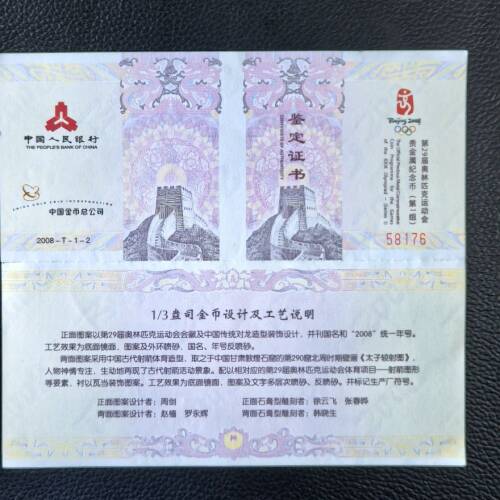 中国人民银行
THE PEOPLE'S BANK OF CHINA
CHINA GOLD COIN INCORPORATION
中国金币总公司
2008-T-1-2
鉴定证书
Beijing 2008
第29届奥林匹克运动会
贵金属纪念币（第1组）
58176
1/3盎司金币设计及工艺说明
正面图案以第29届奥林匹克运动会会徽及中国传统对龙造型装饰设计，并刊国名和“2008”统一年号。
工艺效果为底面镜面，图案及外环喷砂，国名、年号反喷砂。
背面图案采用中国古代射箭体育造型，取之于中国甘肃敦煌石窟的第290窟北周时期壁画《太子较射图》，
人物神情专注，生动地再现了古代射箭活动景象。配以相对应的第29届奥林匹克运动会体育项目—射箭图形
等要素，衬以瓦当装饰图案。工艺效果为底面镜面，图案及文字多层次喷砂、反喷砂。并标记生产厂符号。
正面图案设计者：周剑
正面石膏型雕刻者：徐云飞 张春晔
背面图案设计者：赵樯 罗永辉
背面石膏型雕刻者：韩晓生